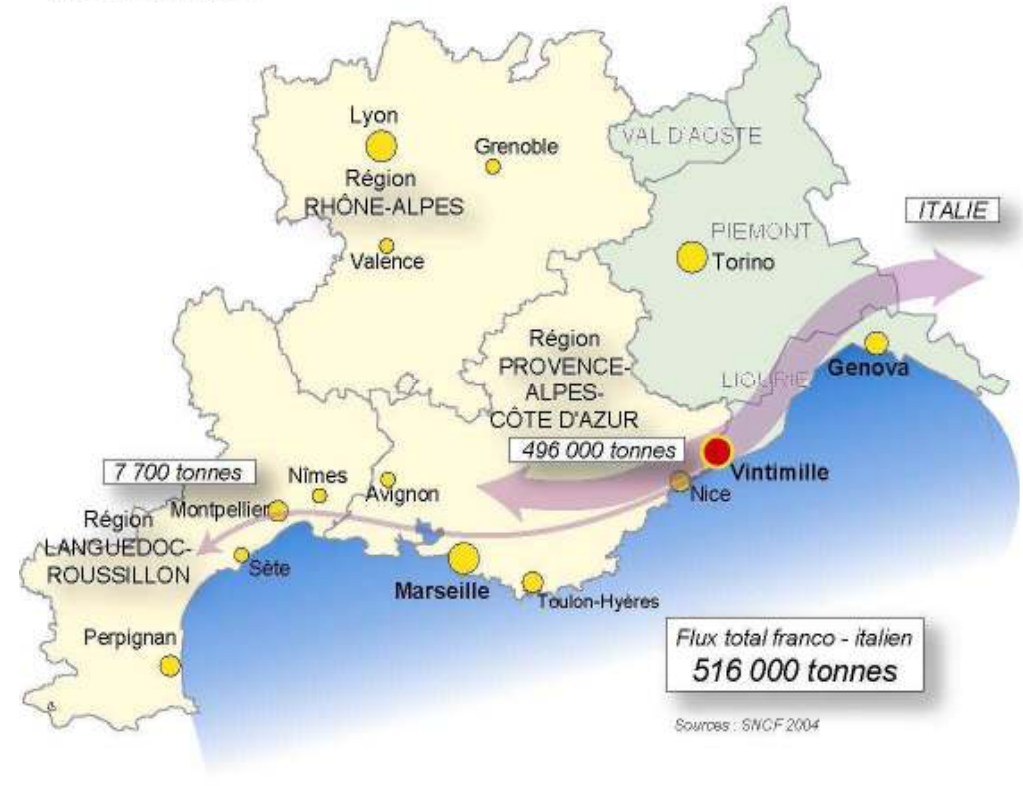 Lyon
Grenoble
VAL D'AOSTE
Région
RHÔNE-ALPES
ITALIE
PIEMONT
Valence
Torino
Région
PROVENCE-
ALPES-
CÔTE D'AZUR
LIGURIE
Genova
496 000 tonnes
7 700 tonnes
Nîmes
Avignon
Vintimille
Nice
Montpellier
Région
LANGUEDOC-
ROUSSILLON
Sète
Marseille
Toulon-Hyères
Perpignan
Flux total franco - italien
516 000 tonnes
Sources : SNCF 2004